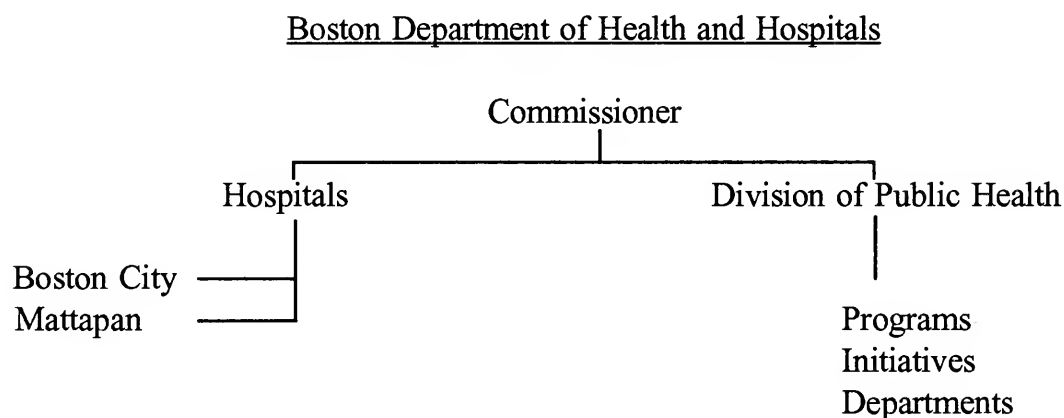 Boston Department of Health and Hospitals
Commissioner
Hospitals
Division of Public Health
Boston City
Mattapan
Programs
Initiatives
Departments